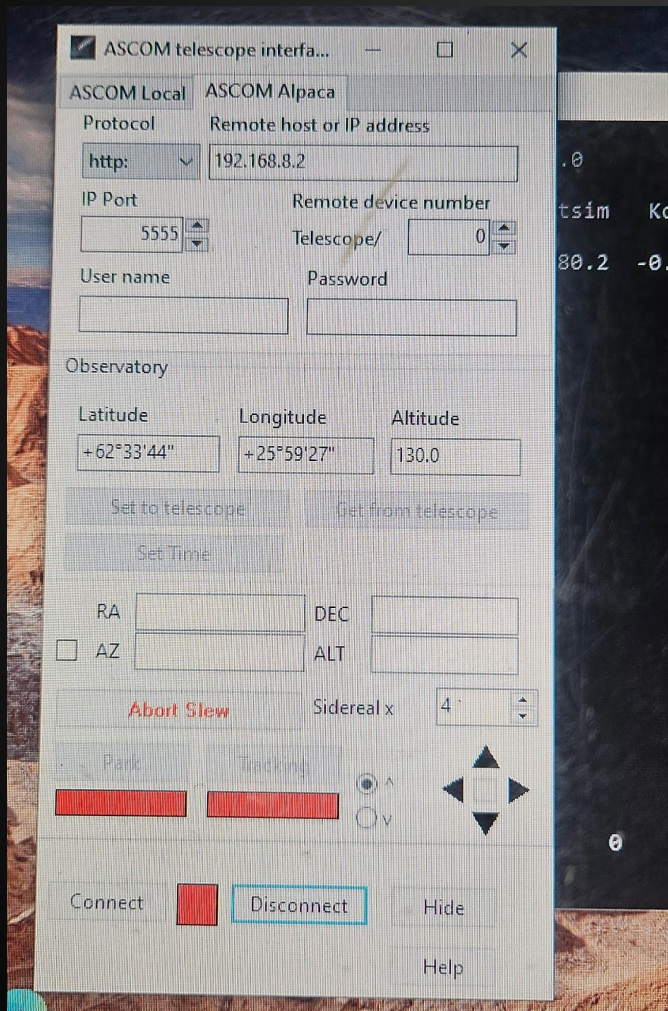 ASCOM telescope interfa...
ASCOM Local ASCOM Alpaca
Protocol Remote host or IP address
http: 192.168.8.2
.0
IP Port Remote device number
tsim
5555 Telescope/ 0
80.2 -0.
User name Password
Observatory
Latitude Longitude Altitude
+62°33'44" +25°59'27" 130.0
Set to telescope Get from telescope
Set Time
RA DEC
AZ ALT
Abort Slew Sidereal x 4
Park Tracking
^
v
0
Connect Disconnect Hide
Help